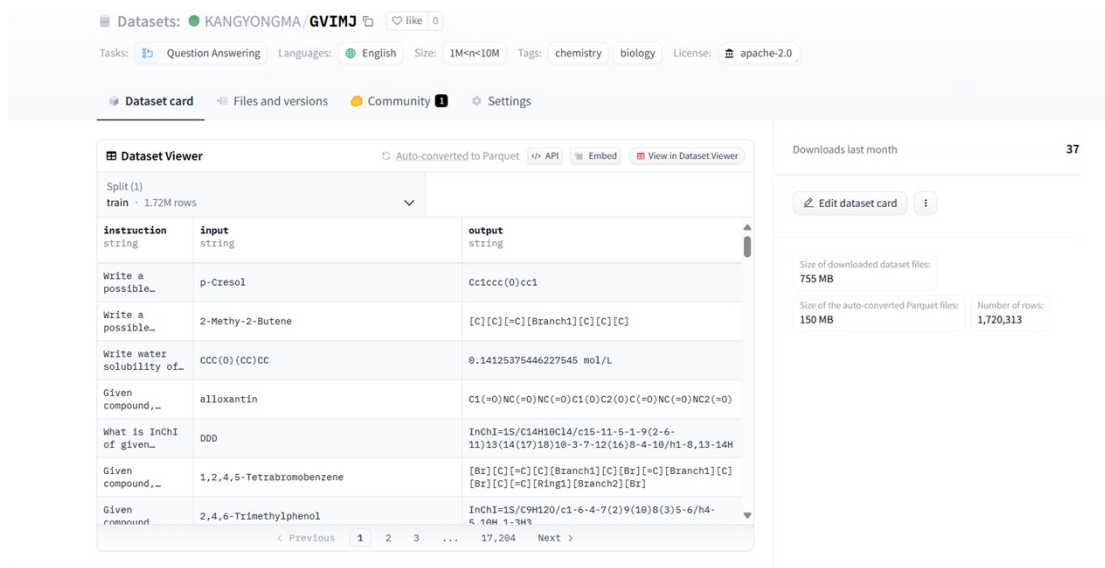 Datasets: KANGYONGMA/GVIMJ like 0
Tasks: Question Answering Languages: English Size: 1M<n<10M Tags: chemistry biology License: apache-2.0
Dataset card Files and versions Community 1 Settings
Dataset Viewer Auto-converted to Parquet API Embed View in Dataset Viewer
Split (1)
train · 1.72M rows
instruction input output
string string string
Write a possible… p-Cresol Cc1ccc(O)cc1
Write a possible… 2-Methy-2-Butene [C][C][=C][Branch1][C][C][C]
Write water solubility of… CCC(O)(CC)CC 0.14125375446227545 mol/L
Given compound,… alloxantin C1(=O)NC(=O)NC(=O)C1(O)C2(O)C(=O)NC(=O)NC2(=O)
What is InChI of given… DDD InChI=1S/C14H10Cl4/c15-11-5-1-9(2-6-
11)13(14(17)18)10-3-7-12(16)8-4-10/h1-8,13-14H
Given compound,… 1,2,4,5-Tetrabromobenzene [Br][C][=C][C][Branch1][C][Br][=C][Branch1][C]
[Br][C][=C][Ring1][Branch2][Br]
Given compound 2,4,6-Trimethylphenol InChI=1S/C9H12O/c1-6-4-7(2)9(10)8(3)5-6/h4-
5,10H,1-3H3
< Previous 1 2 3 ... 17,204 Next >
Downloads last month 37
Edit dataset card
Size of downloaded dataset files:
755 MB
Size of the auto-converted Parquet files: Number of rows:
150 MB 1,720,313